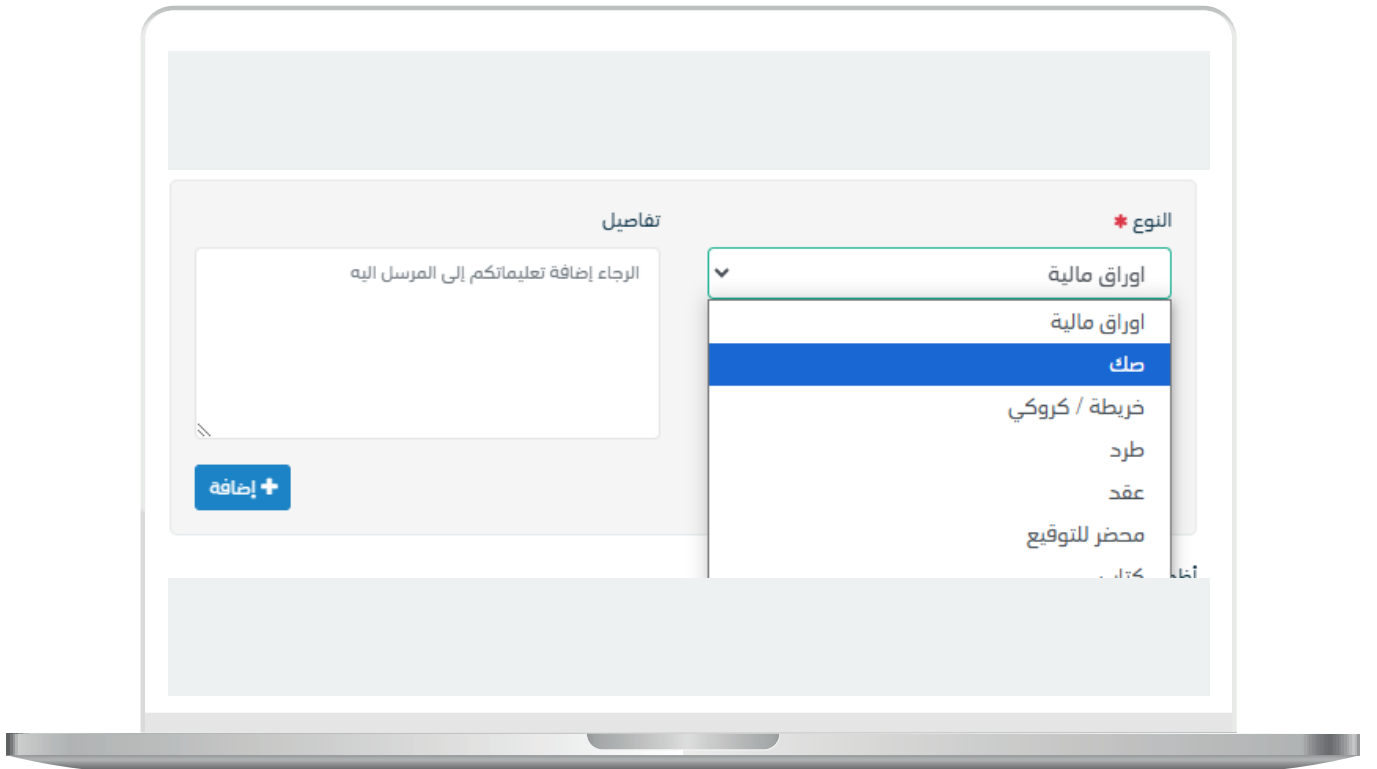 النوع *
تفاصيل
اوراق مالية
الرجاء إضافة تعليماتكم إلى المرسل اليه
اوراق مالية
صك
خريطة / كروكي
طرد
عقد
محضر للتوقيع
+ إضافة